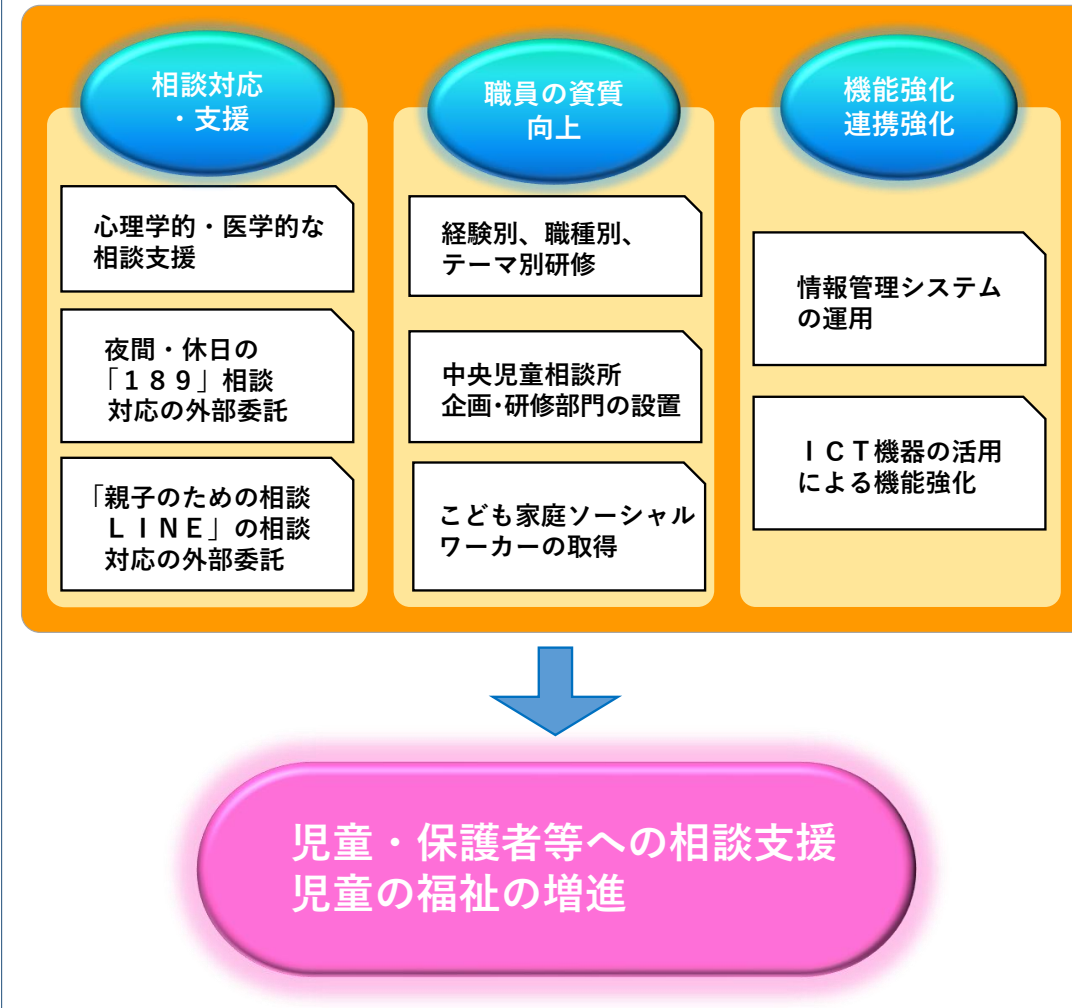 相談対応
・支援
心理学的・医学的な
相談支援
夜間・休日の
「１８９」相談
対応の外部委託
「親子のための相談
ＬＩＮＥ」の相談
対応の外部委託
職員の資質
向上
経験別、職種別、
テーマ別研修
中央児童相談所
企画･研修部門の設置
こども家庭ソーシャル
ワーカーの取得
機能強化
連携強化
情報管理システム
の運用
ＩＣＴ機器の活用
による機能強化
児童・保護者等への相談支援
児童の福祉の増進